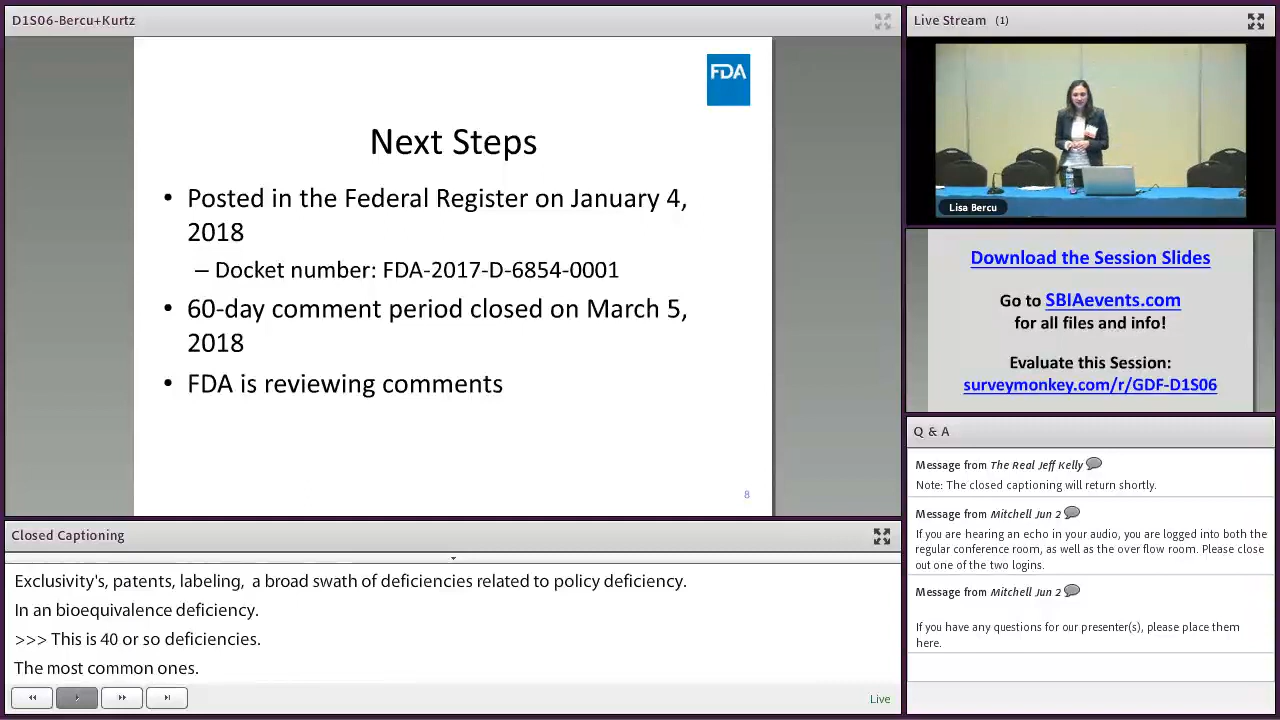 D1S06-Bercu+Kurtz
FDA
Next Steps
• Posted in the Federal Register on January 4,
2018
– Docket number: FDA-2017-D-6854-0001
• 60-day comment period closed on March 5,
2018
• FDA is reviewing comments
8
Closed Captioning
Exclusivity's, patents, labeling,  a broad swath of deficiencies related to policy deficiency.
In an bioequivalence deficiency.
>>> This is 40 or so deficiencies.
The most common ones.
Live
Live Stream (1)
Lisa Bercu
Download the Session Slides
Go to SBIAevents.com
for all files and info!
Evaluate this Session:
surveymonkey.com/r/GDF-D1S06
Q & A
Message from The Real Jeff Kelly
Note: The closed captioning will return shortly.
Message from Mitchell Jun 2
If you are hearing an echo in your audio, you are logged into both the
regular conference room, as well as the over flow room. Please close
out one of the two logins.
Message from Mitchell Jun 2
If you have any questions for our presenter(s), please place them
here.